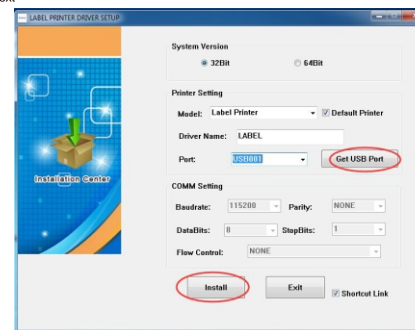 LABEL PRINTER DRIVER SETUP
System Version
32Bit 64Bit
Printer Setting
Model: Label Printer Default Printer
Driver Name: LABEL
Port: USB001 Get USB Port
Installation Center
COMM Setting
Baudrate: 115200 Parity: NONE
DataBits: 8 StopBits: 1
Flow Control: NONE
Install Exit Shortcut Link